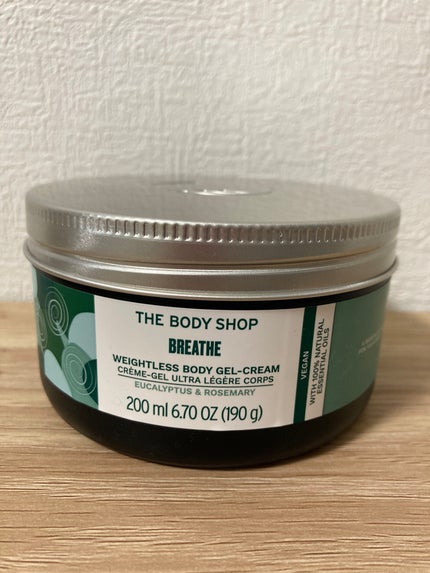 THE BODY SHOP
BREATHE
WEIGHTLESS BODY GEL-CREAM
CRÈME-GEL ULTRA LÉGÈRE CORPS
EUCALYPTUS & ROSEMARY
200 ml 6.70 OZ (190 g)
VEGAN
WITH 100% NATURAL
ESSENTIAL OILS